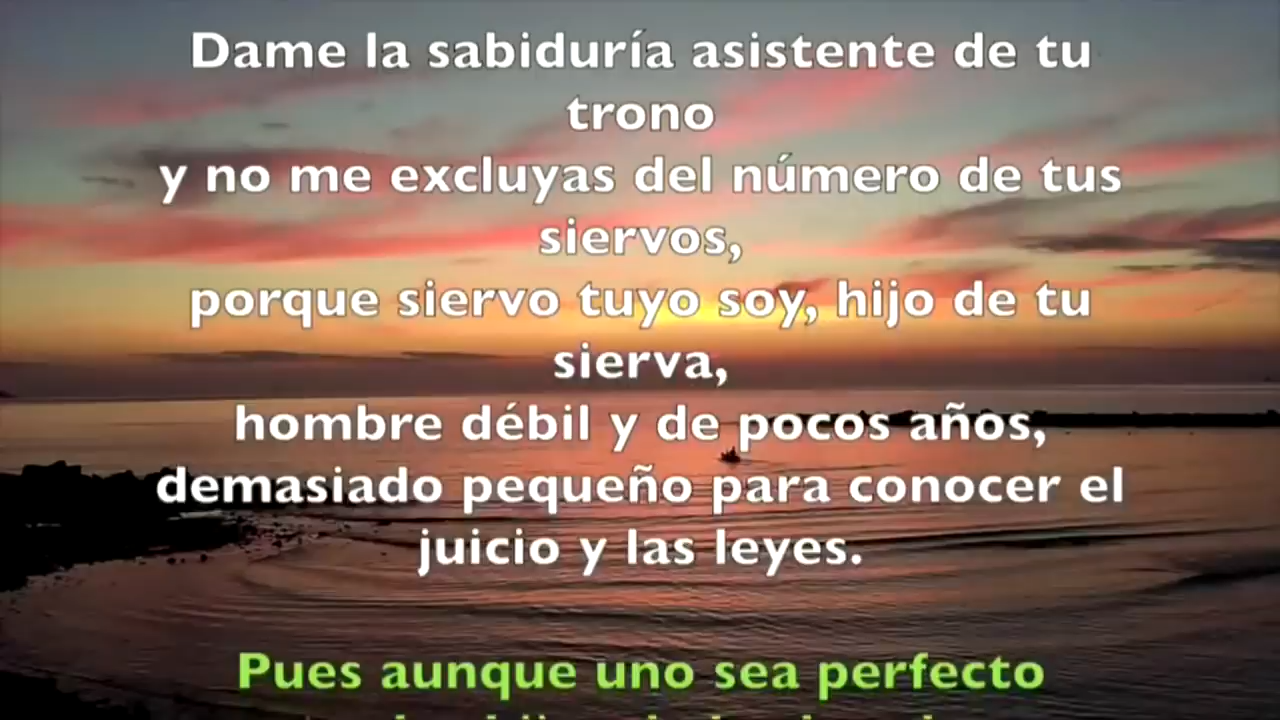 Dame la sabiduría asistente de tu
trono
y no me excluyas del número de tus
siervos,
porque siervo tuyo soy, hijo de tu
sierva,
hombre débil y de pocos años,
demasiado pequeño para conocer el
juicio y las leyes.
Pues aunque uno sea perfecto